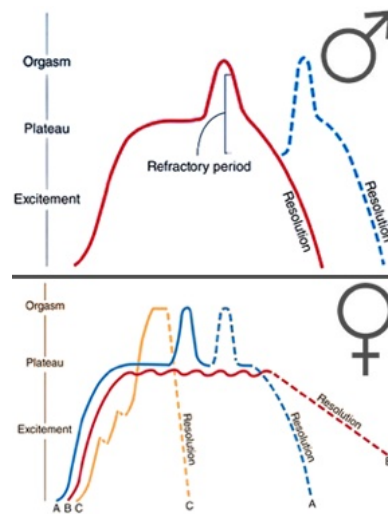 Orgasm
Plateau
Refractory period
Excitement
Resolution
Resolution
Orgasm
Plateau
Excitement
Resolution
Resolution
Resolution
A B C
C
A
B